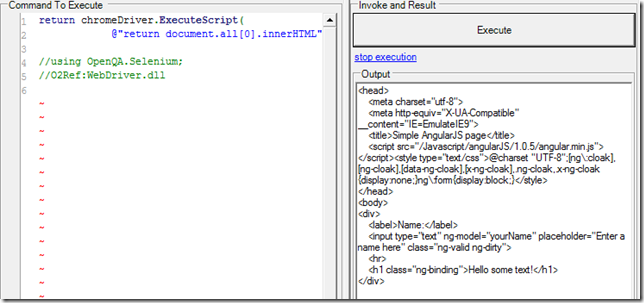 Command To Execute
1 return chromeDriver.ExecuteScript(
2 @"return document.all[0].innerHTML"
3
4 //using OpenQA.Selenium;
5 //O2Ref:WebDriver.dll
6
~
~
~
~
~
~
~
~
~
~
~
~
Invoke and Result
Execute
stop execution
Output
<head>
<meta charset="utf-8">
<meta http-equiv="X-UA-Compatible"
__content="IE=EmulateIE9">
<title>Simple AngularJS page</title>
<script src="/Javascript/angularJS/1.0.5/angular.min.js">
</script><style type="text/css">@charset "UTF-8";[ng\:cloak],
[ng-cloak],[data-ng-cloak],[x-ng-cloak],.ng-cloak,.x-ng-cloak
{display:none;}ng\:form{display:block;}</style>
</head>
<body>
<div>
<label>Name:</label>
<input type="text" ng-model="yourName" placeholder="Enter a
name here" class="ng-valid ng-dirty">
<hr>
<h1 class="ng-binding">Hello some text!</h1>
</div>